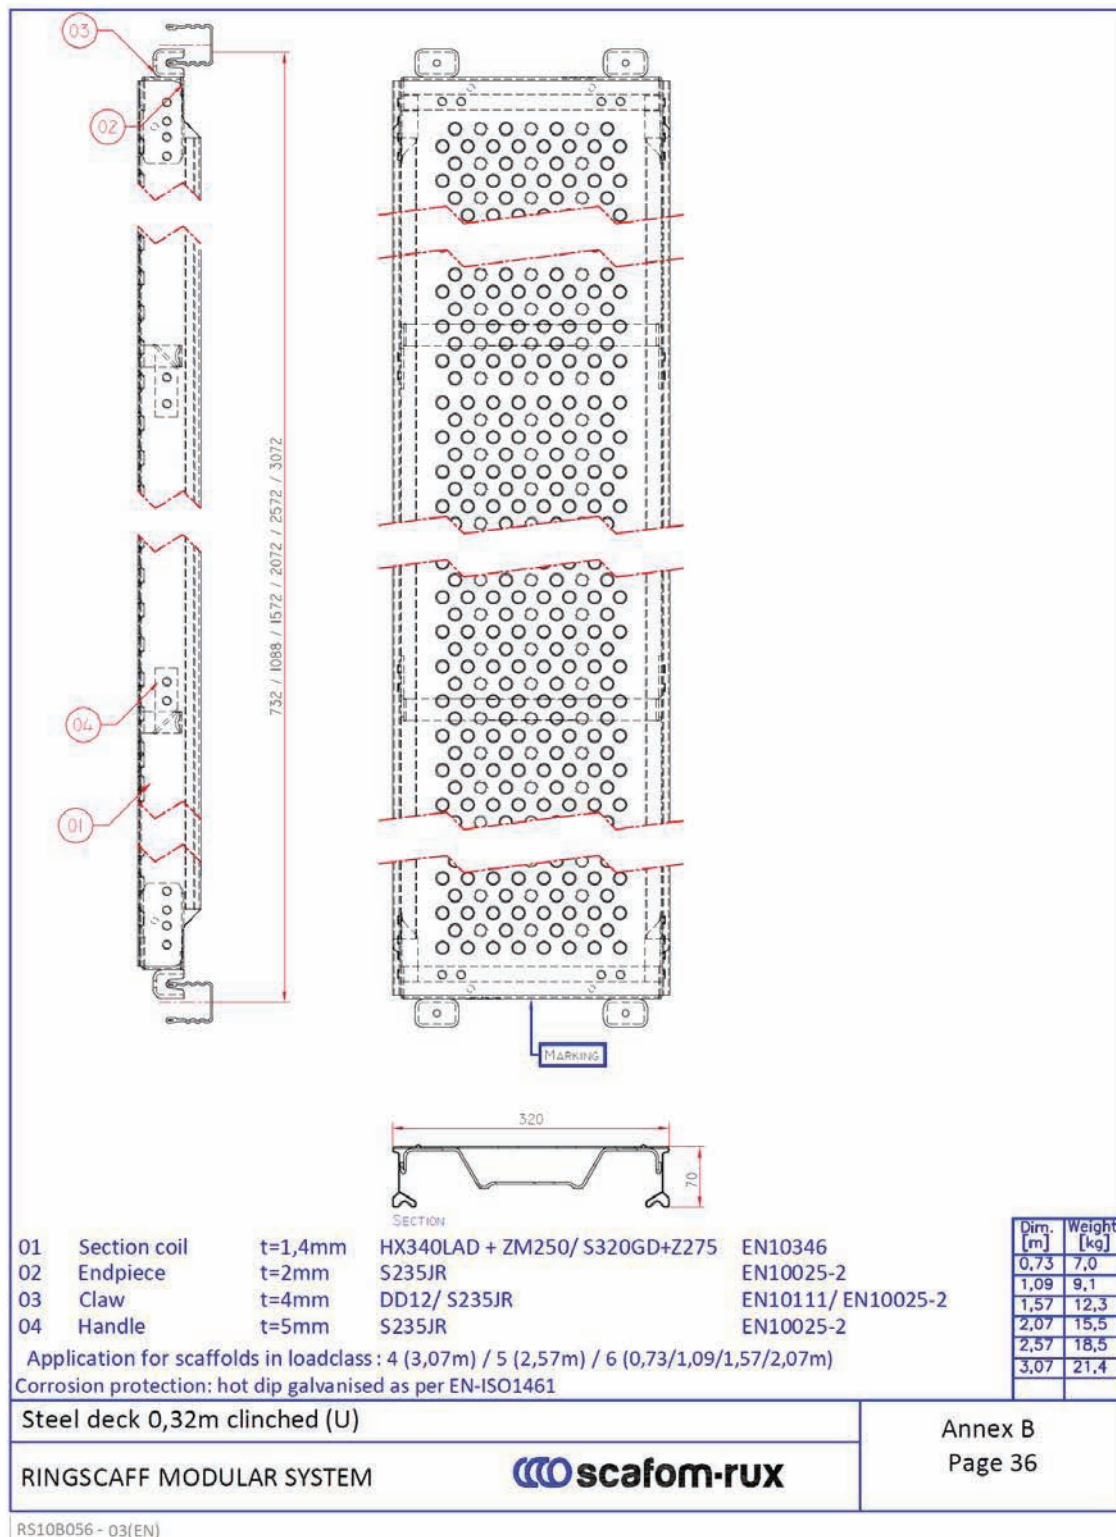 03
02
732 / 1088 / 1572 / 2072 / 2572 / 3072
04
01
MARKING
320
70
SECTION
01 Section coil t=1,4mm HX340LAD + ZM250/ S320GD+Z275 EN10346
02 Endpiece t=2mm S235JR EN10025-2
03 Claw t=4mm DD12/ S235JR EN10111/ EN10025-2
04 Handle t=5mm S235JR EN10025-2
Application for scaffolds in loadclass : 4 (3,07m) / 5 (2,57m) / 6 (0,73/1,09/1,57/2,07m)
Corrosion protection: hot dip galvanised as per EN-ISO1461
Dim. [m] Weight [kg]
0,73 7,0
1,09 9,1
1,57 12,3
2,07 15,5
2,57 18,5
3,07 21,4
Steel deck 0,32m clinched (U)
RINGSCAFF MODULAR SYSTEM
scafom-rux
Annex B
Page 36
RS10B056 - 03(EN)